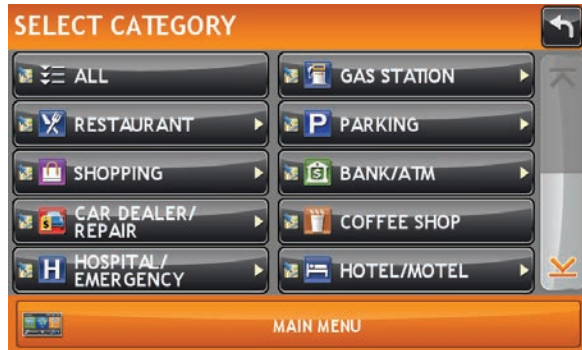 SELECT CATEGORY
ALL
GAS STATION
RESTAURANT
P
PARKING
SHOPPING
$
BANK/ATM
$
CAR DEALER/
REPAIR
COFFEE SHOP
H
HOSPITAL/
EMERGENCY
HOTEL/MOTEL
MAIN MENU